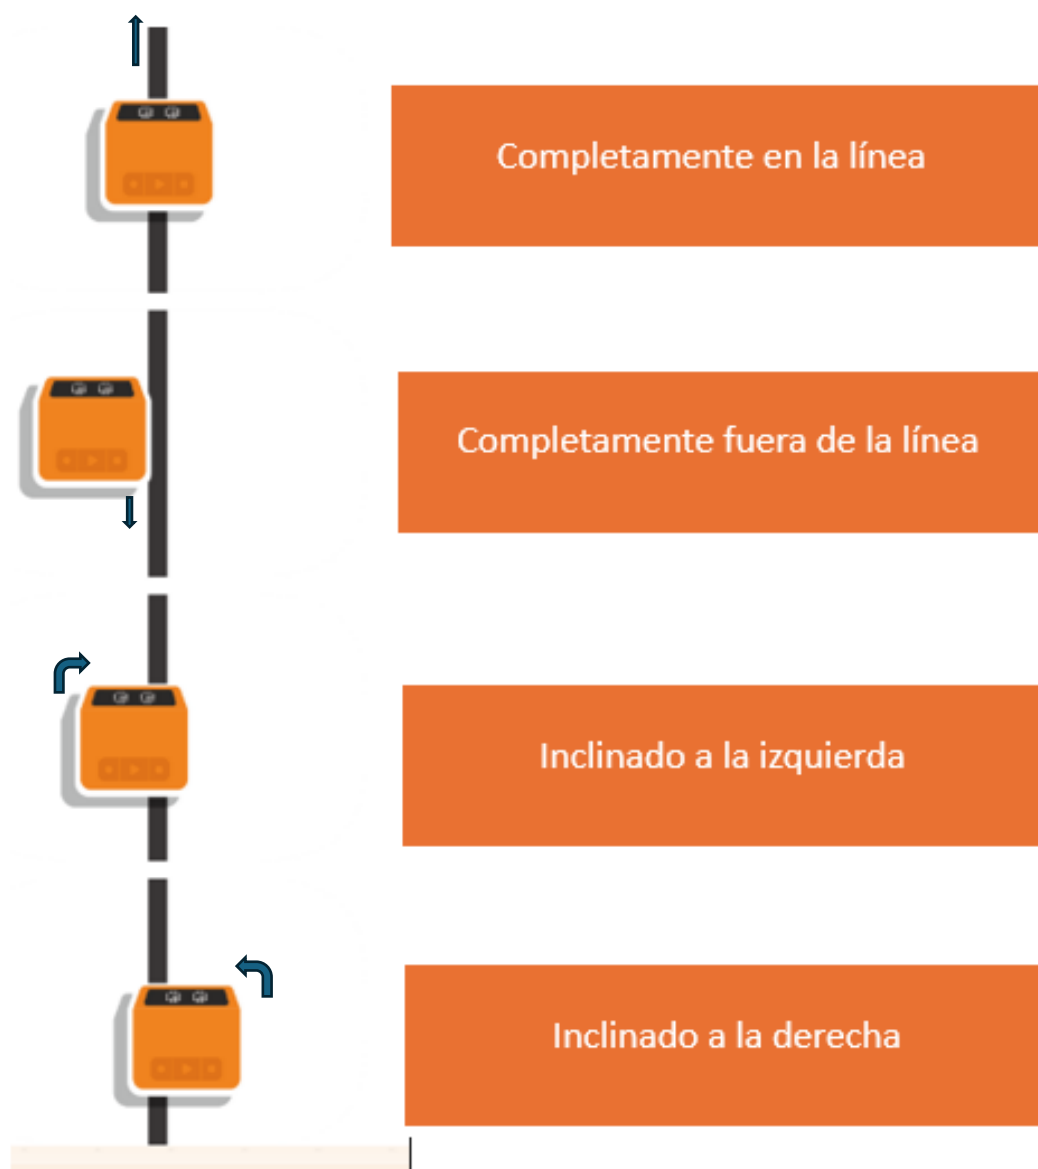 Completamente en la línea
Completamente fuera de la línea
Inclinado a la izquierda
Inclinado a la derecha